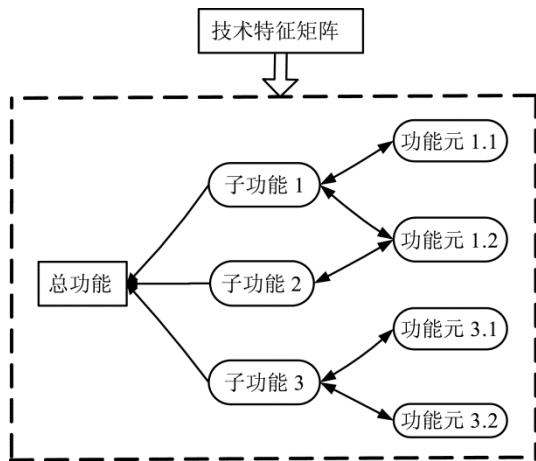 技术特征矩阵
功能元 1.1
子功能 1
功能元 1.2
总功能
子功能 2
功能元 3.1
子功能 3
功能元 3.2